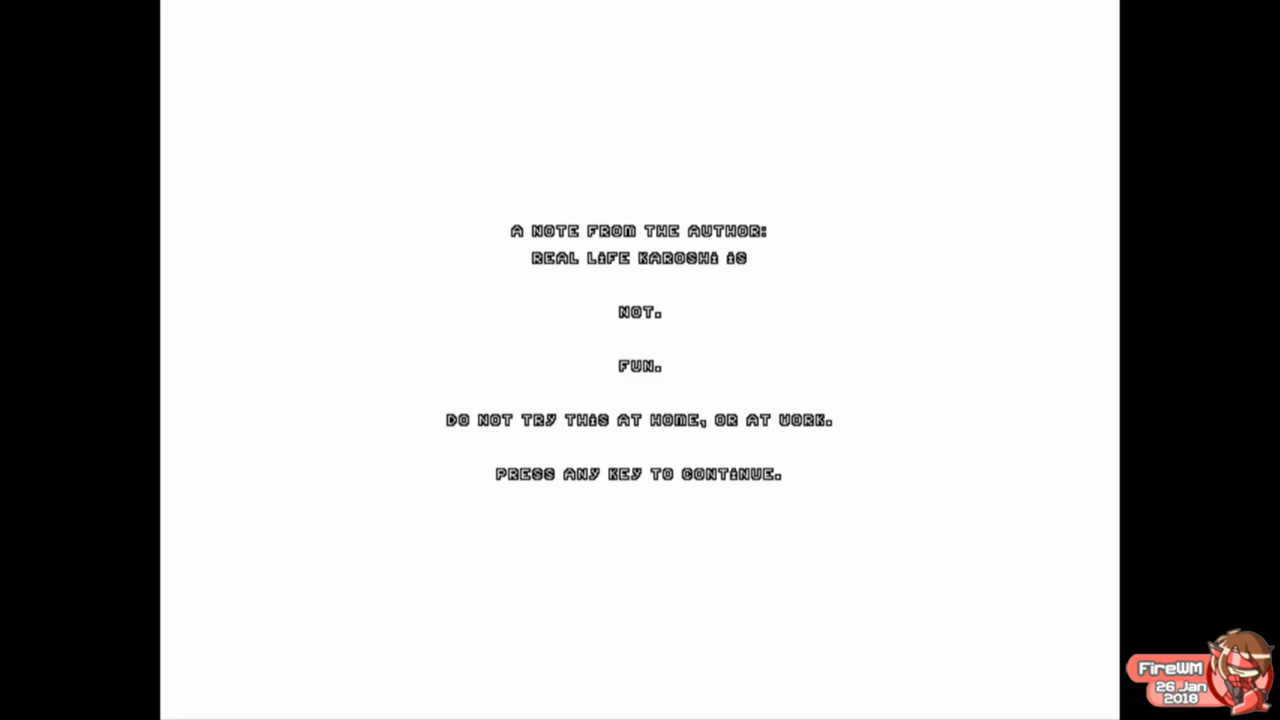 A NOTE FROM THE AUTHOR:
REAL LiFE KAROSHi iS
NOT.
FUN.
DO NOT TRY THiS AT HOME, OR AT WORK.
PRESS ANY KEY TO CONTiNUE.
FireWM
26 Jan
2018